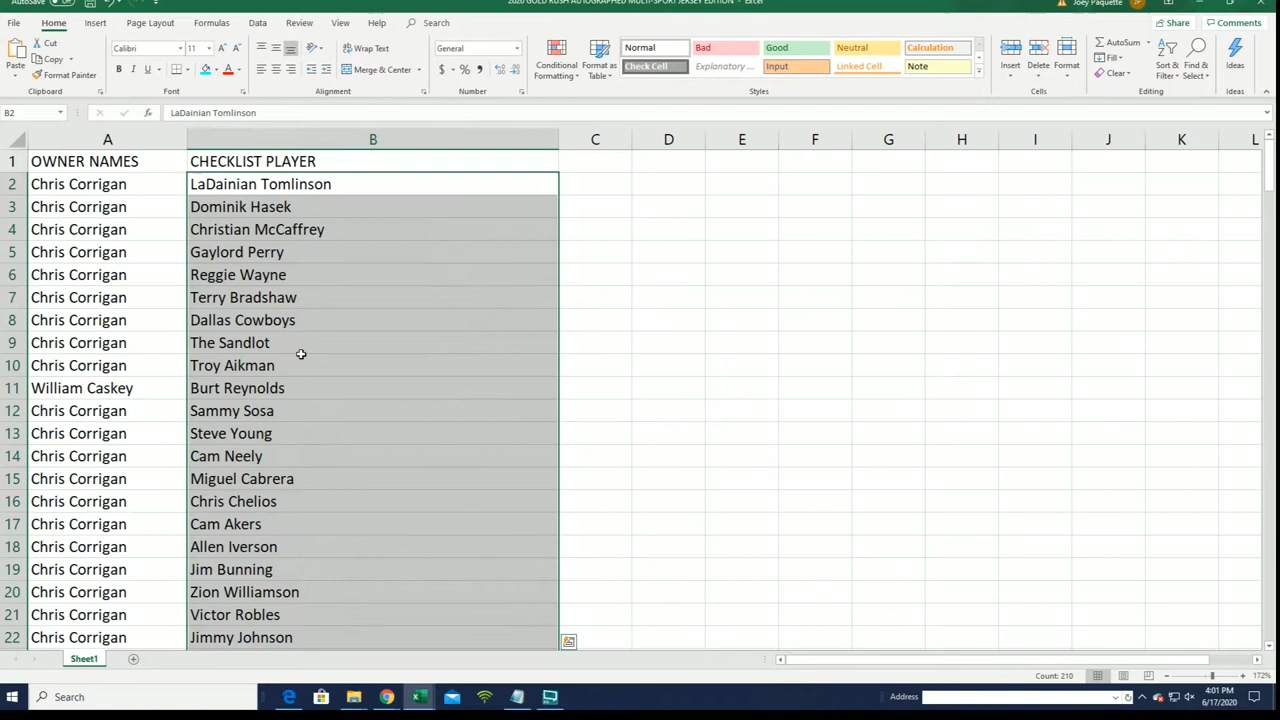 AutoSave
2020 GOLD RUSH AUTOGRAPHED MULTI-SPORT JERSEY EDITION - Excel
Joey Paquette JP
File Home Insert Page Layout Formulas Data Review View Help Search Share Comments
Paste Cut Copy Format Painter Clipboard
Calibri 11 B I U Font
Wrap Text Merge & Center Alignment
General $ % Number
Conditional Formatting Format as Table
Normal Bad Good Neutral Calculation
Check Cell Explanatory ... Input Linked Cell Note
Styles
Insert Delete Format Cells
AutoSum Fill Clear Sort & Filter Find & Select Editing
Ideas Ideas
B2 fx LaDainian Tomlinson
A B C D E F G H I J K L
1 OWNER NAMES CHECKLIST PLAYER
2 Chris Corrigan LaDainian Tomlinson
3 Chris Corrigan Dominik Hasek
4 Chris Corrigan Christian McCaffrey
5 Chris Corrigan Gaylord Perry
6 Chris Corrigan Reggie Wayne
7 Chris Corrigan Terry Bradshaw
8 Chris Corrigan Dallas Cowboys
9 Chris Corrigan The Sandlot
10 Chris Corrigan Troy Aikman
11 William Caskey Burt Reynolds
12 Chris Corrigan Sammy Sosa
13 Chris Corrigan Steve Young
14 Chris Corrigan Cam Neely
15 Chris Corrigan Miguel Cabrera
16 Chris Corrigan Chris Chelios
17 Chris Corrigan Cam Akers
18 Chris Corrigan Allen Iverson
19 Chris Corrigan Jim Bunning
20 Chris Corrigan Zion Williamson
21 Chris Corrigan Victor Robles
22 Chris Corrigan Jimmy Johnson
Sheet1
Count: 210 172%
Search Address 4:01 PM
6/17/2020